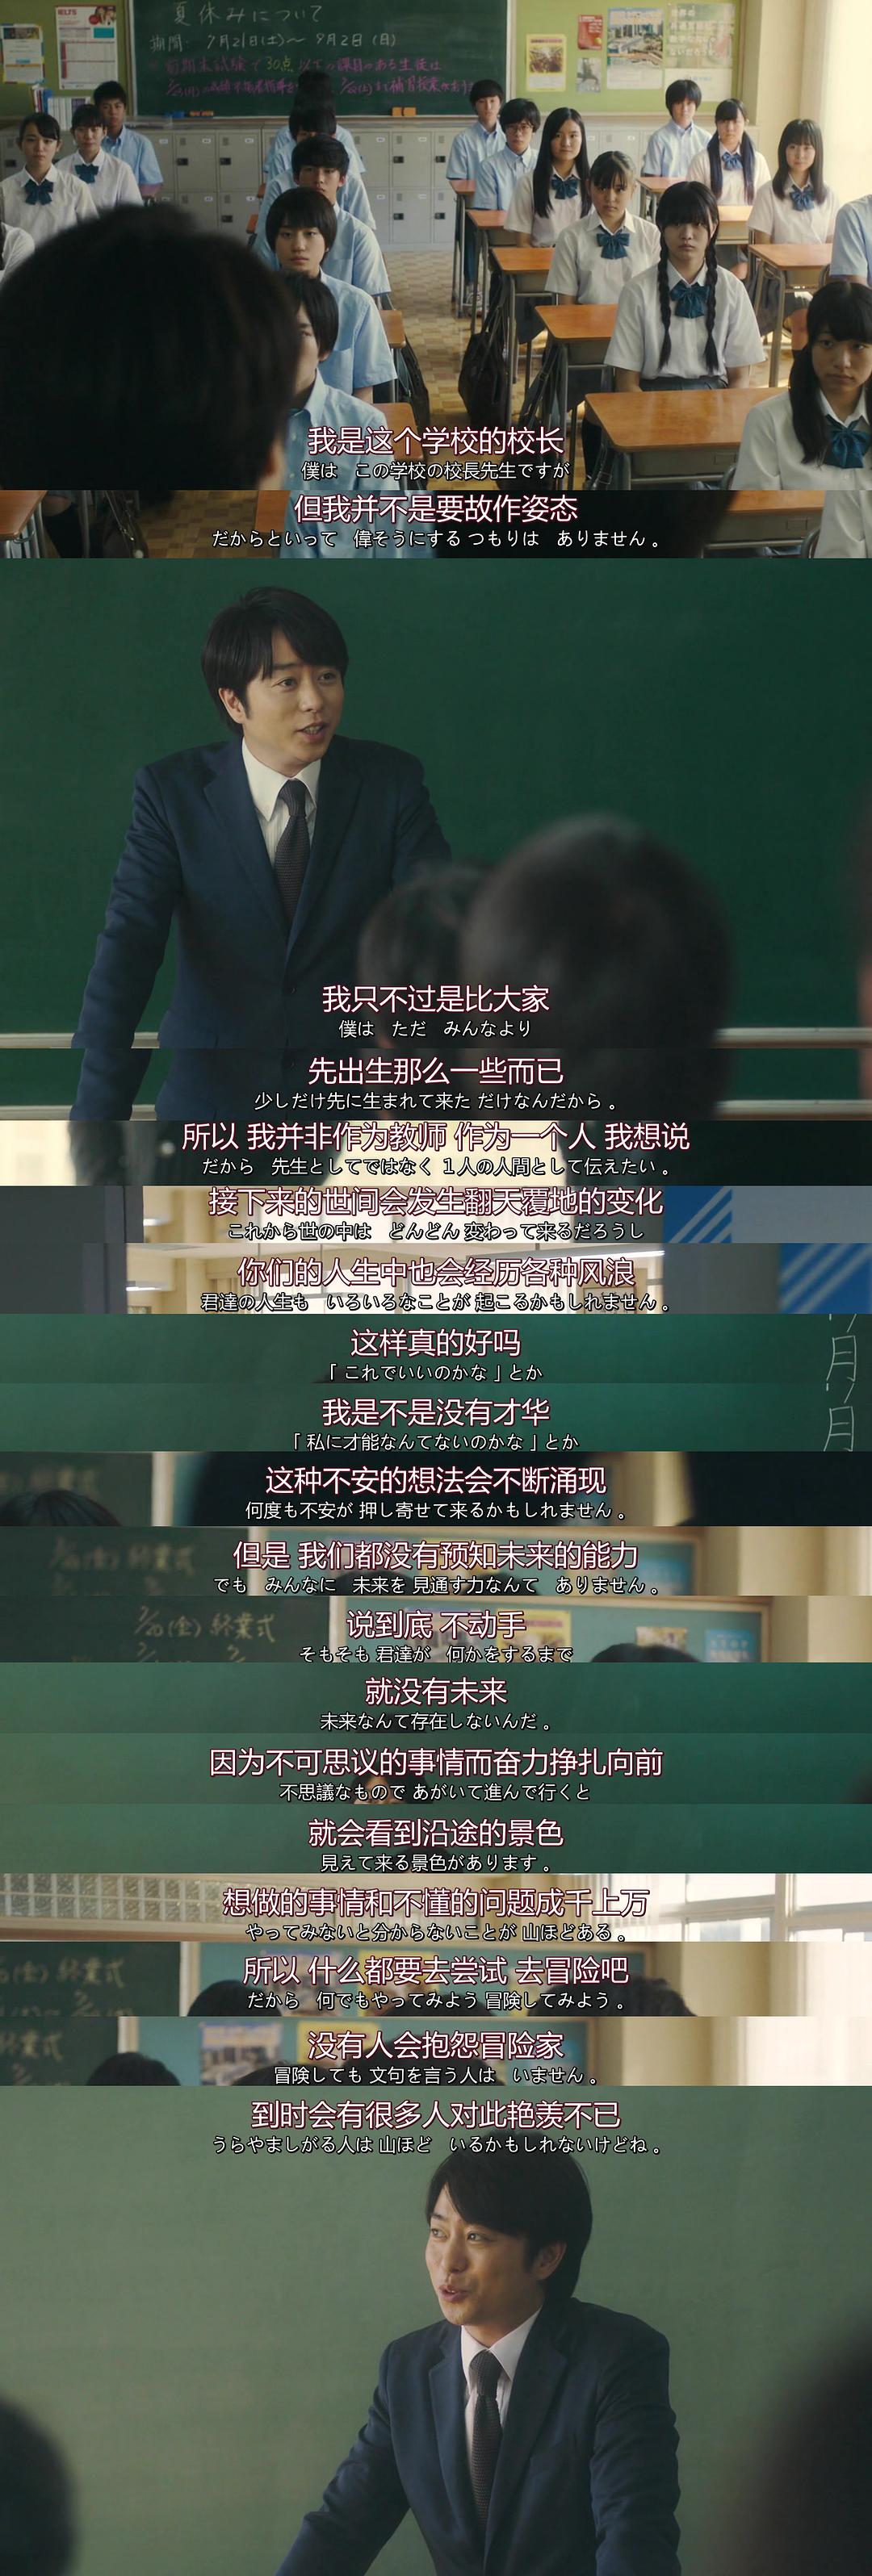 IELTS
夏休みについて
期間: 7月21日(土)〜 9月2日(日)
我是这个学校的校长
僕は この学校の校長先生ですが
但我并不是要故作姿态
だからといって 偉そうにする つもりは ありません 。
我只不过是比大家
僕は ただ みんなより
先出生那么一些而已
少しだけ先に生まれて来た だけなんだから 。
所以 我并非作为教师 作为一个人 我想说
だから 先生としてではなく 1人の人間として伝えたい 。
接下来的世间会发生翻天覆地的变化
これから世の中は どんどん 変わって来るだろうし
你们的人生中也会经历各种风浪
君達の人生も いろいろなことが 起こるかもしれません 。
这样真的好吗
「 これでいいのかな 」とか
月
我是不是没有才华
「 私に才能なんてないのかな 」とか
月
这种不安的想法会不断涌现
何度も不安が 押し寄せて来るかもしれません 。
但是 我们都没有预知未来的能力
でも みんなに 未来を 見通す力なんて ありません 。
7/20(金) 終業式
说到底 不动手
そもそも 君達が 何かをするまで
就没有未来
未来なんて存在しないんだ 。
因为不可思议的事情而奋力挣扎向前
不思議なもので あがいて進んで行くと
就会看到沿途的景色
見えて来る景色があります 。
想做的事情和不懂的问题成千上万
やってみないと分からないことが 山ほどある 。
所以 什么都要去尝试 去冒险吧
だから 何でもやってみよう 冒険してみよう 。
没有人会抱怨冒险家
冒険しても 文句を言う人は いません 。
到时会有很多人对此艳羡不已
うらやましがる人は 山ほど いるかもしれないけどね 。